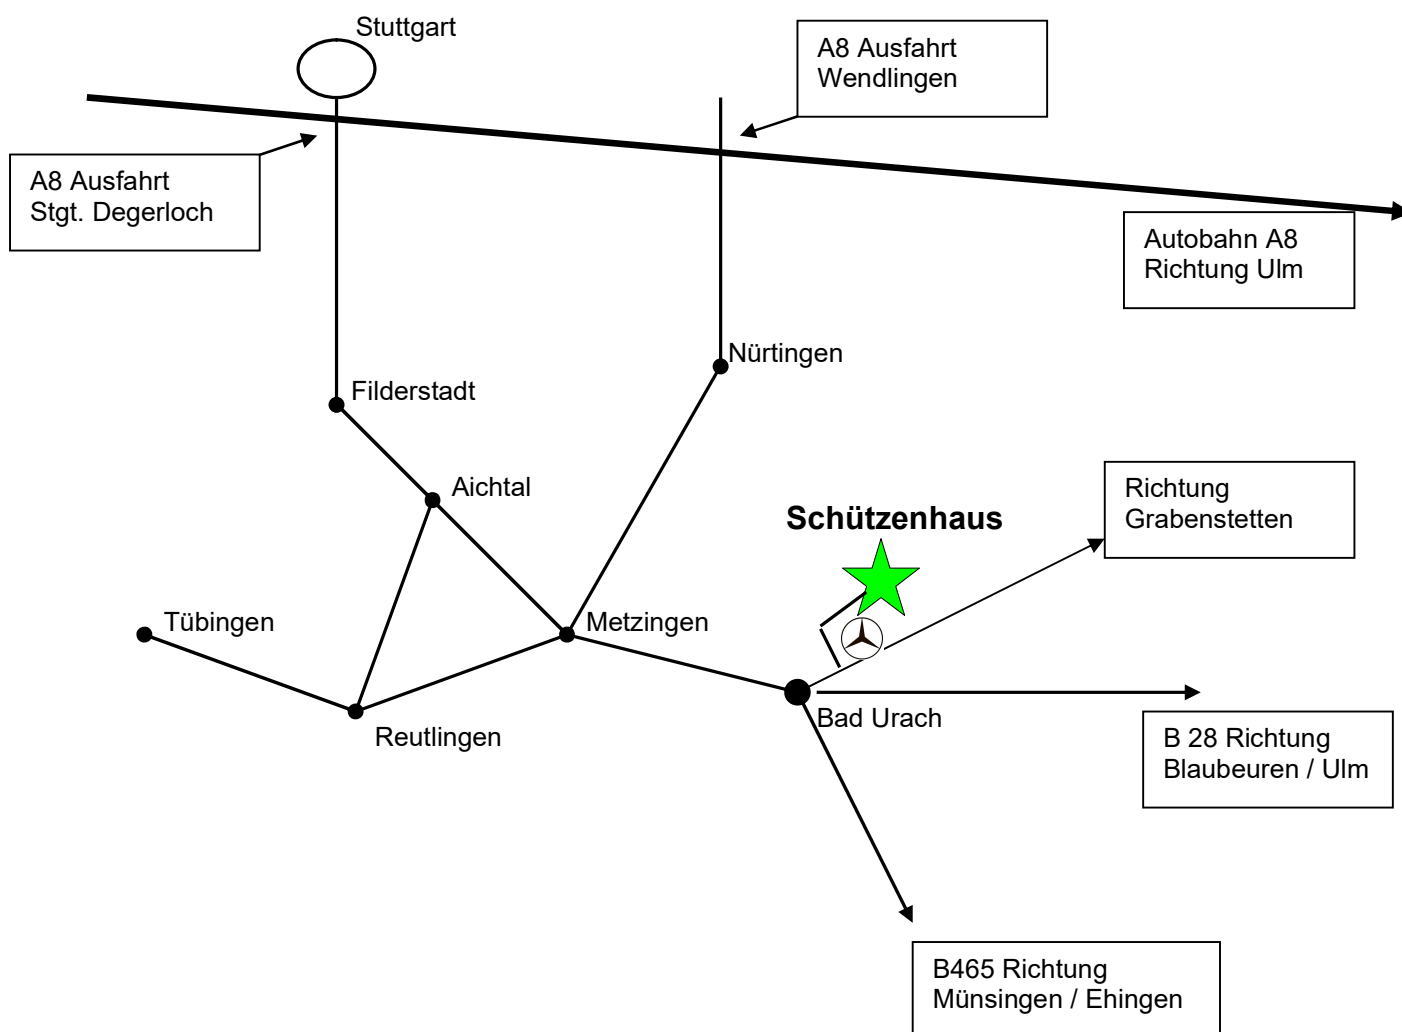 Stuttgart
A8 Ausfahrt
Wendlingen
A8 Ausfahrt
Stgt. Degerloch
Autobahn A8
Richtung Ulm
Nürtingen
Filderstadt
Aichtal
Richtung
Grabenstetten
Schützenhaus
Tübingen
Metzingen
Bad Urach
Reutlingen
B 28 Richtung
Blaubeuren / Ulm
B465 Richtung
Münsingen / Ehingen